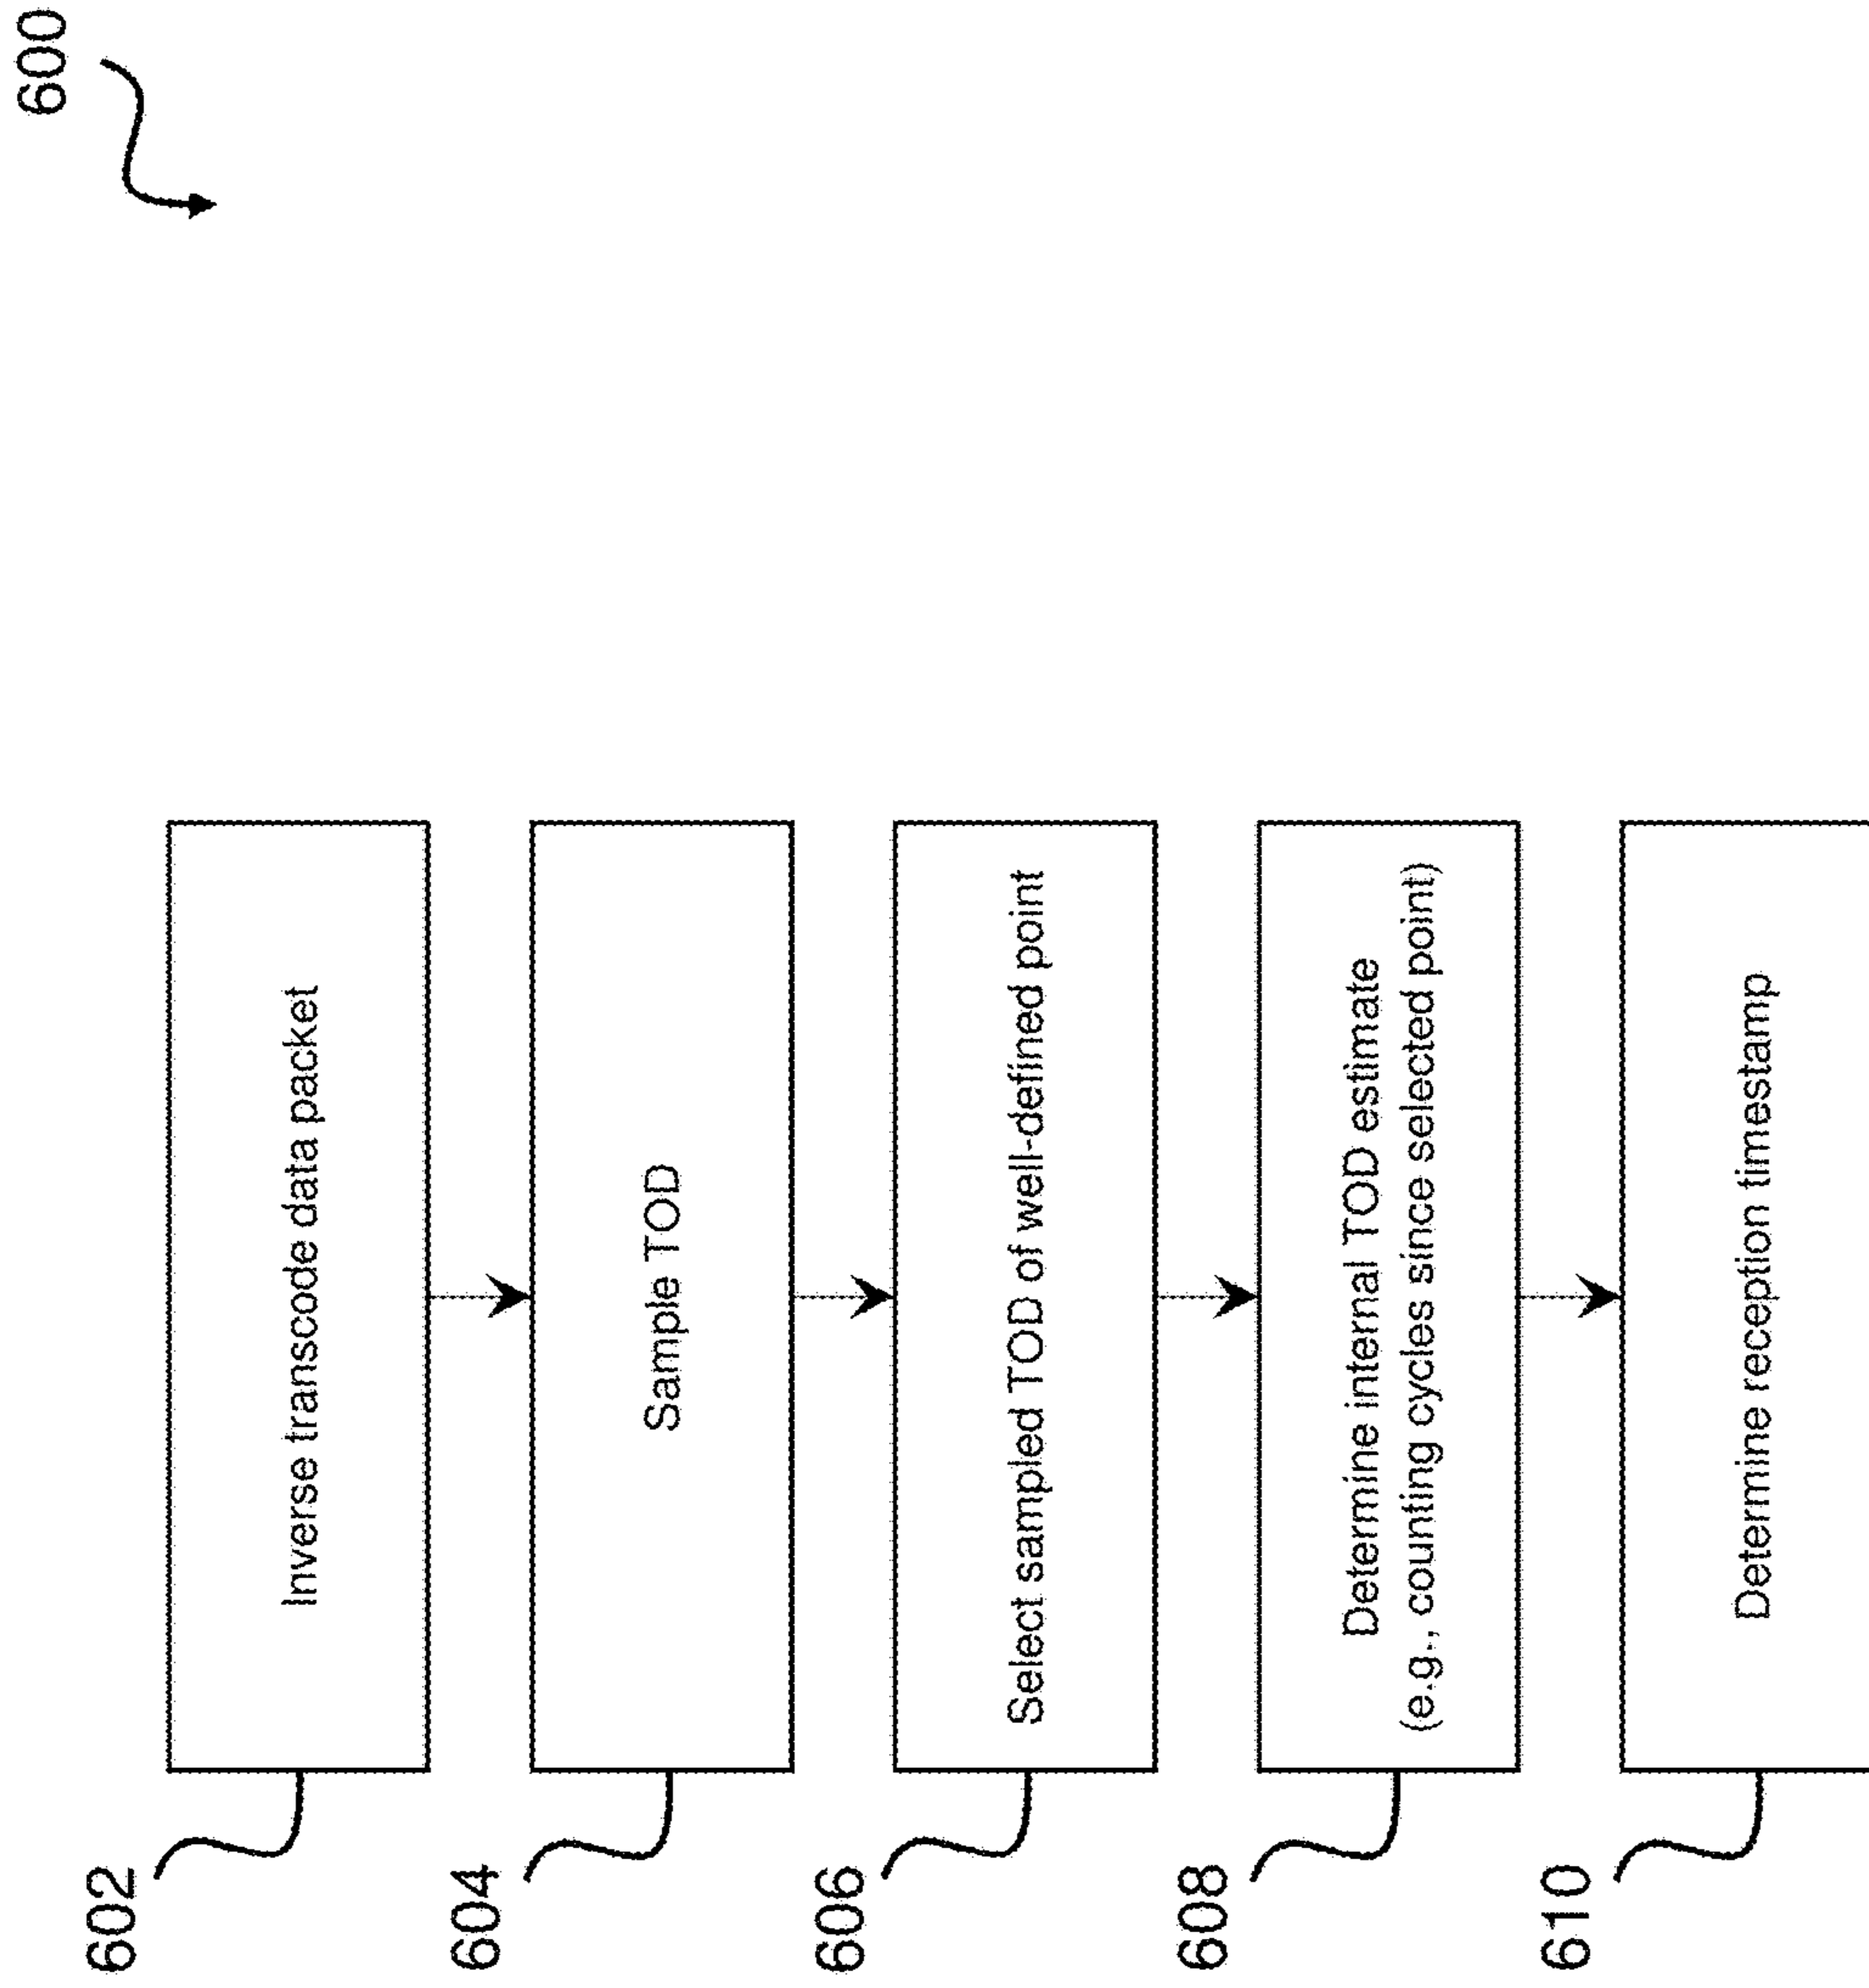 600
602
Inverse transcode data packet
604
Sample TOD
606
Select sampled TOD of well-defined point
608
Determine internal TOD estimate
(e.g., counting cycles since selected point)
610
Determine reception timestamp